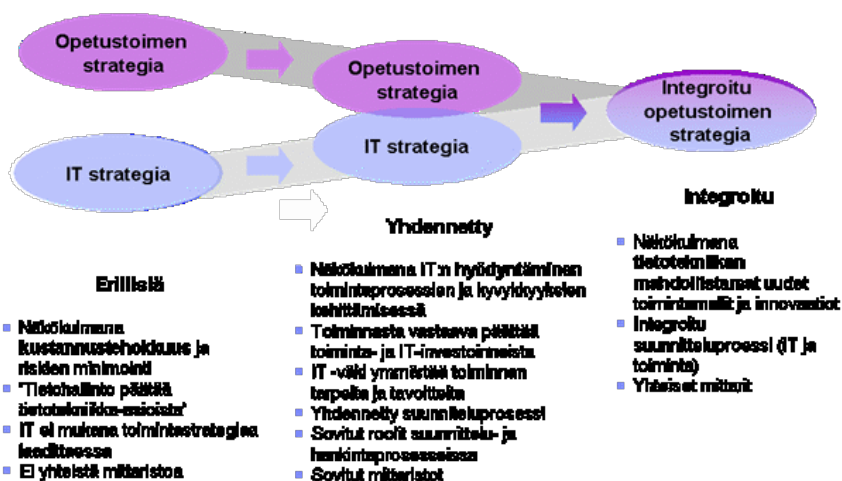 Opetustoimen
strategia
IT strategia
Opetustoimen
strategia
IT strategia
Integroitu
opetustoimen
strategia
Erillisiä
Näkökulmana
kustannustehokkuus ja
riskien minimointi
"Tietohallinto päättää
tietotekniikka-asioista"
IT ei mukana toimintastrategiaa
laadittaessa
Ei yhteistä mittaristoa
Yhdennetty
Näkökulmana IT:n hyödyntäminen
toimintaprosessien ja kyvykkyyksien
kehittämisessä
Toiminnasta vastaava päättää
toiminta- ja IT-investoinneista
IT -väki ymmärtää toiminnan
tarpeita ja tavoitteita
Yhdennetty suunnitteluprosessi
Sovitut roolit suunnittelu- ja
hankintaprosesseissa
Sovitut mittaristot
Integroitu
Näkökulmana
tietotekniikan
mahdollistamat uudet
toimintamallit ja innovaatiot
Integroitu
suunnitteluproessi (IT ja
toiminta)
Yhteiset mittarit